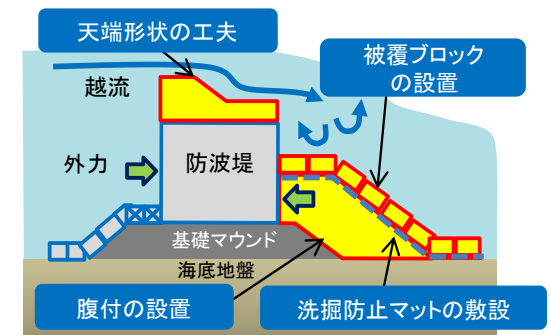 天端形状の工夫
被覆ブロック
の設置
越流
外力
防波堤
基礎マウンド
海底地盤
腹付の設置
洗掘防止マットの敷設